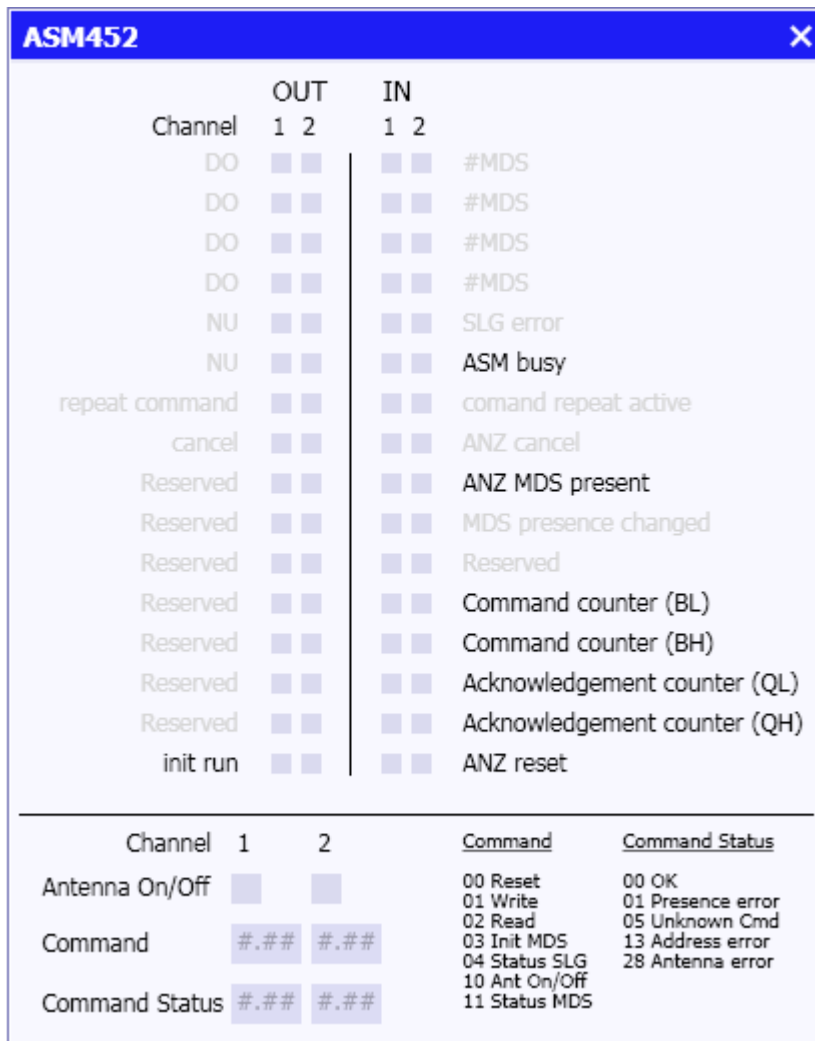 ASM452
OUT IN
Channel 1 2 1 2
DO #MDS
DO #MDS
DO #MDS
DO #MDS
NU SLG error
NU ASM busy
repeat command comand repeat active
cancel ANZ cancel
Reserved ANZ MDS present
Reserved MDS presence changed
Reserved Reserved
Reserved Command counter (BL)
Reserved Command counter (BH)
Reserved Acknowledgement counter (QL)
Reserved Acknowledgement counter (QH)
init run ANZ reset
Channel 1 2
Antenna On/Off
Command #.## #.##
Command Status #.## #.##
Command
00 Reset
01 Write
02 Read
03 Init MDS
04 Status SLG
10 Ant On/Off
11 Status MDS
Command Status
00 OK
01 Presence error
05 Unknown Cmd
13 Address error
28 Antenna error